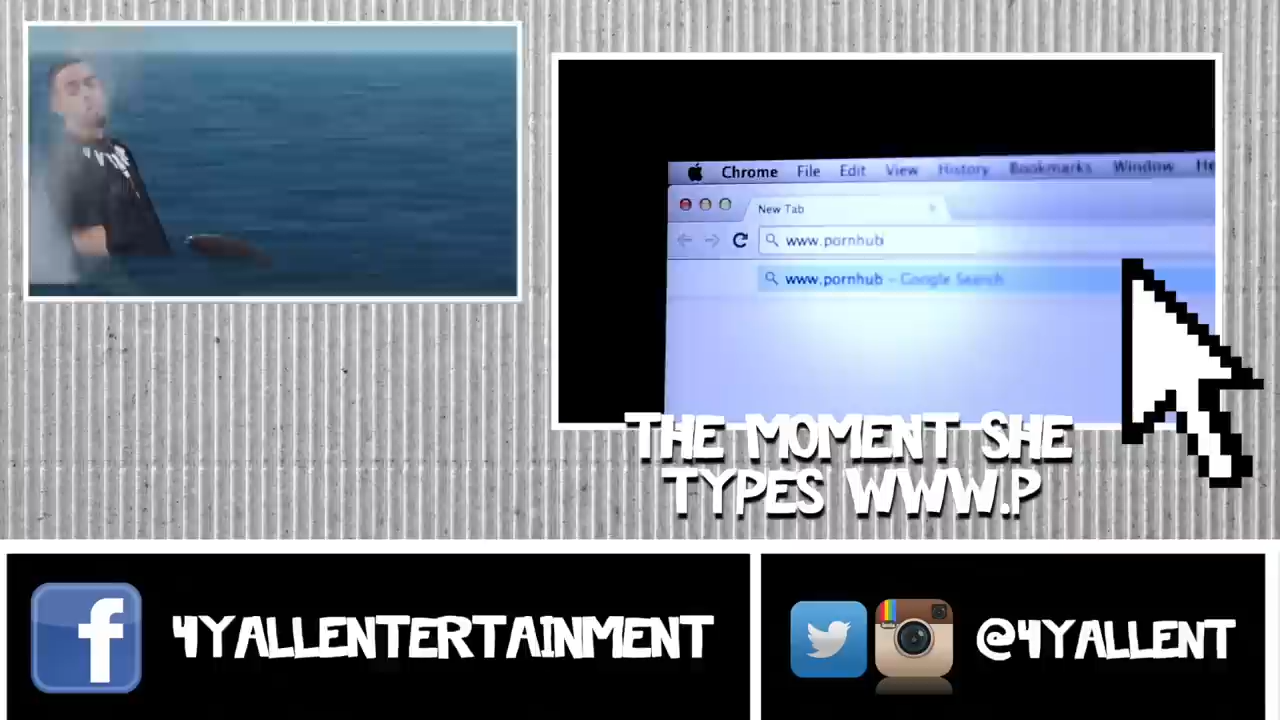 Chrome File Edit View History Bookmarks Window He
New Tab
www.pornhub
www.pornhub – Google Search
THE MOMENT SHE
TYPES WWW.P
f 4YALLENTERTAINMENT
@4YALLENT